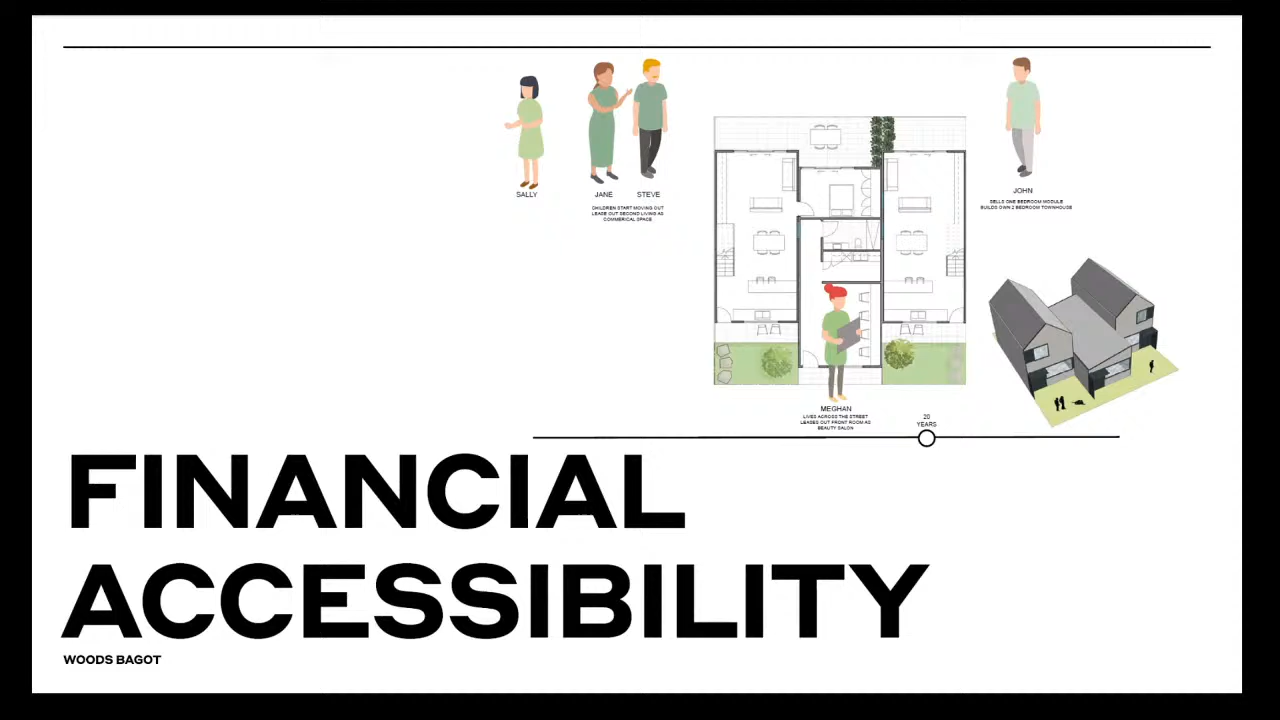 SALLY
JANE
STEVE
CHILDREN START MOVING OUT
LEASE OUT SECOND LIVING AS
COMMERICAL SPACE
JOHN
SELLS ONE BEDROOM MODULE
BUILDS OWN 2 BEDROOM TOWNHOUSE
MEGHAN
LIVES ACROSS THE STREET
LEASES OUT FRONT ROOM AS
BEAUTY SALON
20
YEARS
FINANCIAL
ACCESSIBILITY
WOODS BAGOT